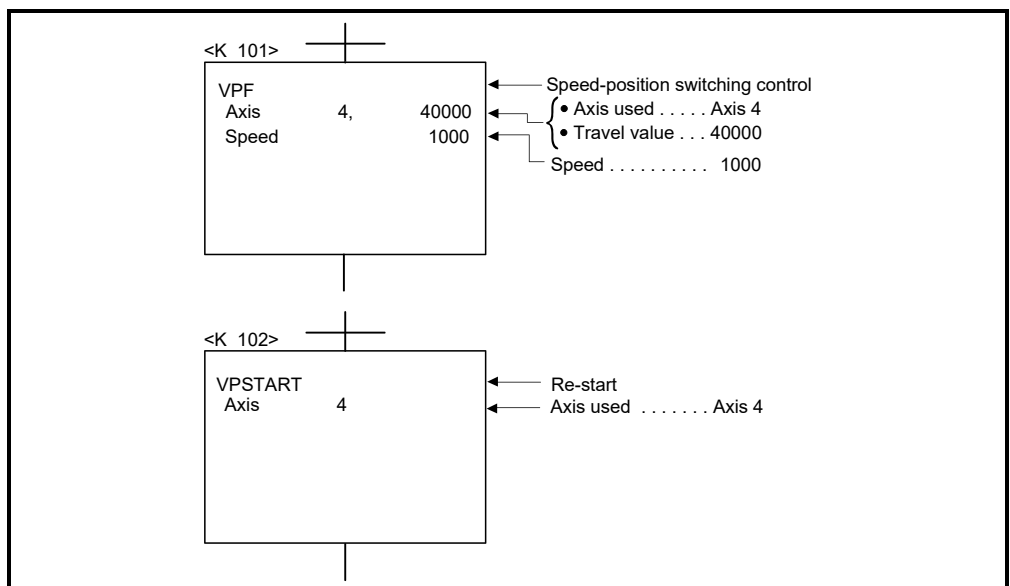 <K 101>
VPF Speed-position switching control
Axis 4, 40000 • Axis used . . . . . Axis 4
Speed 1000 • Travel value . . . 40000
Speed . . . . . . . . . . 1000
<K 102>
VPSTART Re-start
Axis 4 Axis used . . . . . . . Axis 4